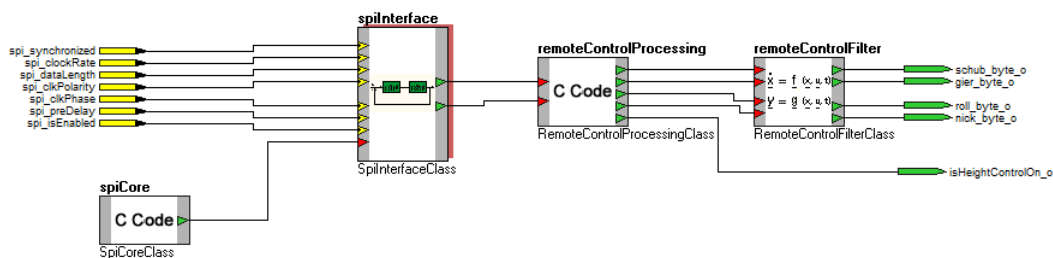 spiInterface
spi_synchronized
spi_clockRate
spi_dataLength
spi_clkPolarity
spi_clkPhase
spi_preDelay
spi_isEnabled
SpiInterfaceClass
spiCore
C Code
SpiCoreClass
remoteControlProcessing
C Code
RemoteControlProcessingClass
remoteControlFilter
ẋ = f (x, u, t)
y = g (x, u, t)
RemoteControlFilterClass
schub_byte_o
gier_byte_o
roll_byte_o
nick_byte_o
isHeightControlOn_o